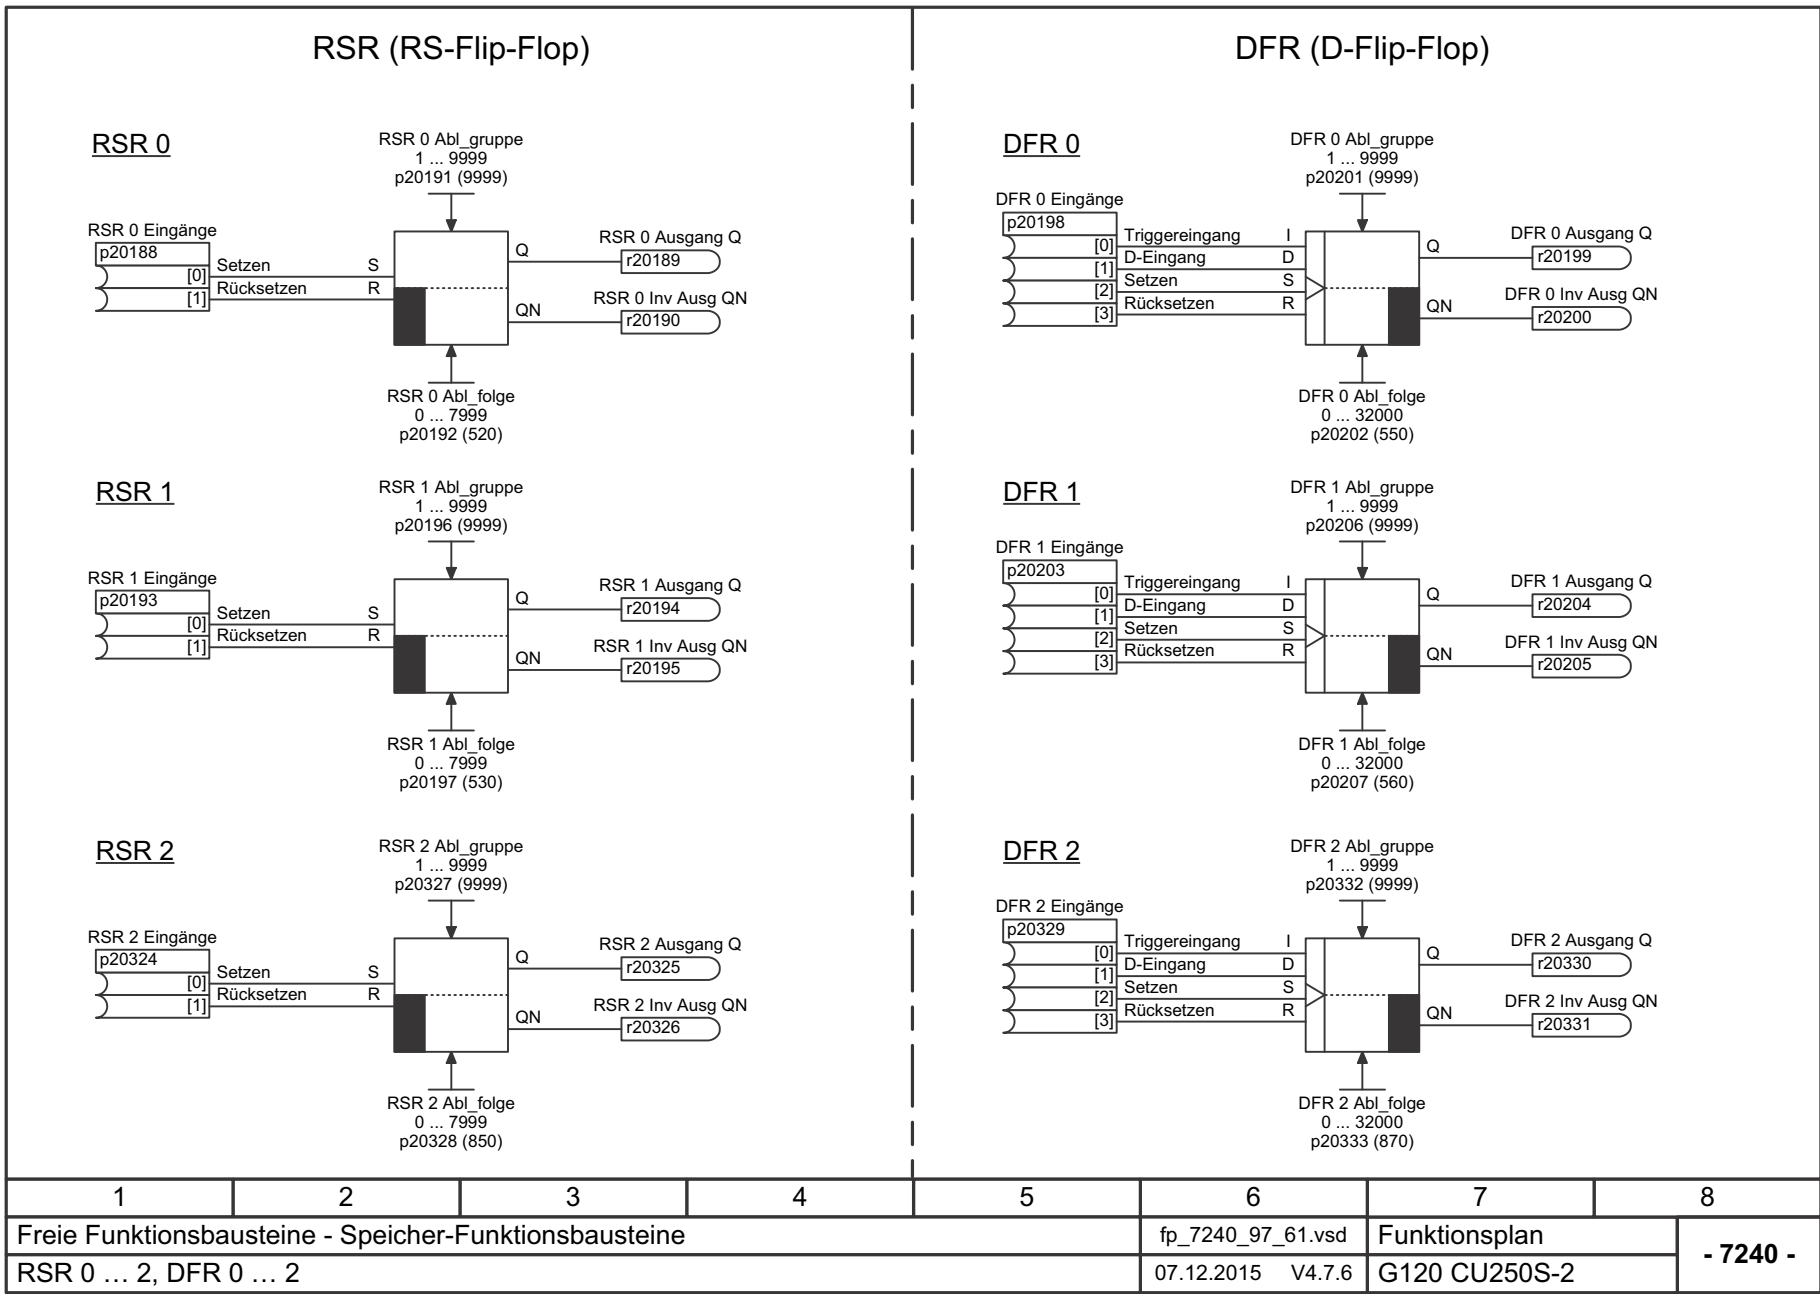 RSR (RS-Flip-Flop)
RSR 0
RSR 0 Abl_gruppe
1 ... 9999
p20191 (9999)
RSR 0 Eingänge
p20188
[0]
[1]
Setzen S
Rücksetzen R
Q
QN
RSR 0 Ausgang Q
r20189
RSR 0 Inv Ausg QN
r20190
RSR 0 Abl_folge
0 ... 7999
p20192 (520)
RSR 1
RSR 1 Abl_gruppe
1 ... 9999
p20196 (9999)
RSR 1 Eingänge
p20193
[0]
[1]
Setzen S
Rücksetzen R
Q
QN
RSR 1 Ausgang Q
r20194
RSR 1 Inv Ausg QN
r20195
RSR 1 Abl_folge
0 ... 7999
p20197 (530)
RSR 2
RSR 2 Abl_gruppe
1 ... 9999
p20327 (9999)
RSR 2 Eingänge
p20324
[0]
[1]
Setzen S
Rücksetzen R
Q
QN
RSR 2 Ausgang Q
r20325
RSR 2 Inv Ausg QN
r20326
RSR 2 Abl_folge
0 ... 7999
p20328 (850)
DFR (D-Flip-Flop)
DFR 0
DFR 0 Abl_gruppe
1 ... 9999
p20201 (9999)
DFR 0 Eingänge
p20198
[0]
[1]
[2]
[3]
Triggereingang I
D-Eingang D
Setzen S
Rücksetzen R
Q
QN
DFR 0 Ausgang Q
r20199
DFR 0 Inv Ausg QN
r20200
DFR 0 Abl_folge
0 ... 32000
p20202 (550)
DFR 1
DFR 1 Abl_gruppe
1 ... 9999
p20206 (9999)
DFR 1 Eingänge
p20203
[0]
[1]
[2]
[3]
Triggereingang I
D-Eingang D
Setzen S
Rücksetzen R
Q
QN
DFR 1 Ausgang Q
r20204
DFR 1 Inv Ausg QN
r20205
DFR 1 Abl_folge
0 ... 32000
p20207 (560)
DFR 2
DFR 2 Abl_gruppe
1 ... 9999
p20332 (9999)
DFR 2 Eingänge
p20329
[0]
[1]
[2]
[3]
Triggereingang I
D-Eingang D
Setzen S
Rücksetzen R
Q
QN
DFR 2 Ausgang Q
r20330
DFR 2 Inv Ausg QN
r20331
DFR 2 Abl_folge
0 ... 32000
p20333 (870)
1 2 3 4 5 6 7 8
Freie Funktionsbausteine - Speicher-Funktionsbausteine
RSR 0 … 2, DFR 0 … 2
fp_7240_97_61.vsd
07.12.2015 V4.7.6
Funktionsplan
G120 CU250S-2
- 7240 -